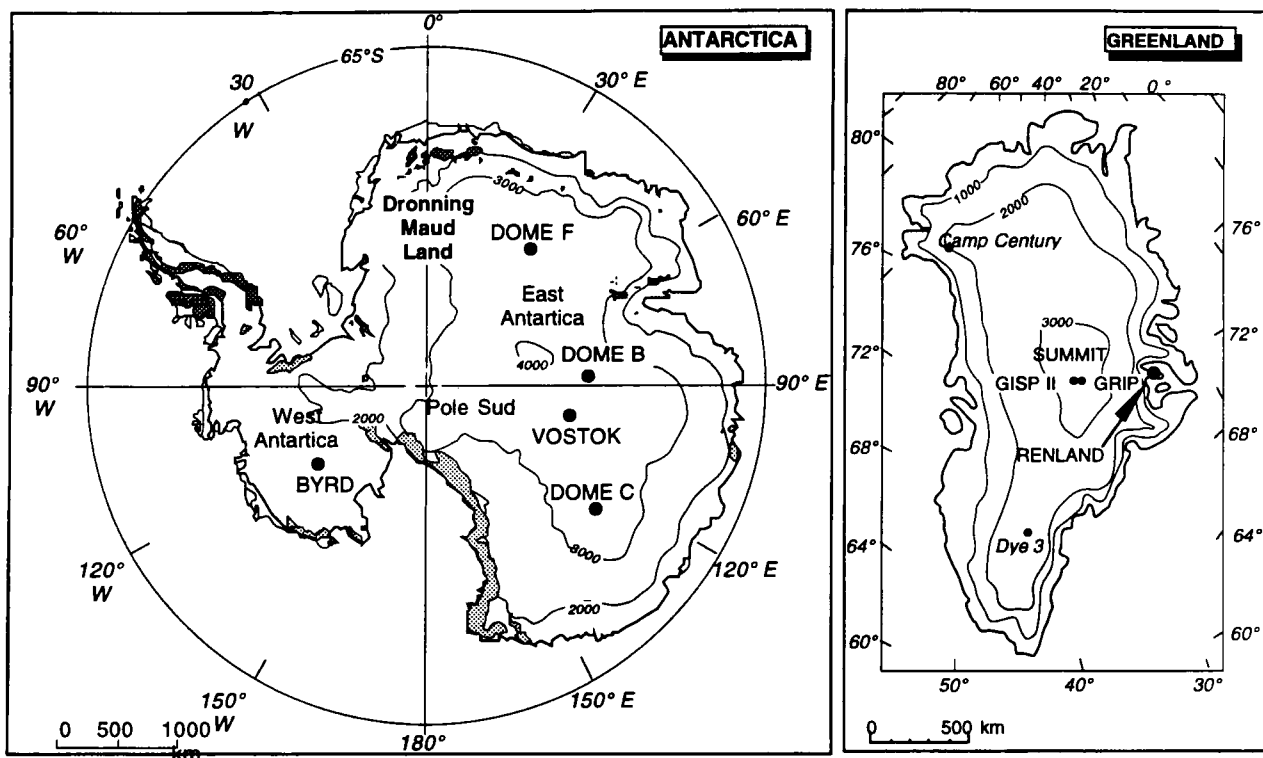 ANTARCTICA
0°
65°S
30
W
30° E
60° E
60°
W
3000
Dronning
Maud
Land
DOME F
East
Antartica
DOME B
4000
90°
W
90° E
Pole Sud
2000
West
Antartica
VOSTOK
BYRD
DOME C
8000
120°
W
120° E
2000
150°
W
150° E
180°
0 500 1000
km
GREENLAND
80° 60° 40° 20° 0°
80°
1000
2000
76°
76°
Camp Century
3000
72°
72°
SUMMIT
GISP II
GRIP
68°
68°
RENLAND
64°
64°
Dye 3
60°
60°
50° 40° 30°
0 500 km